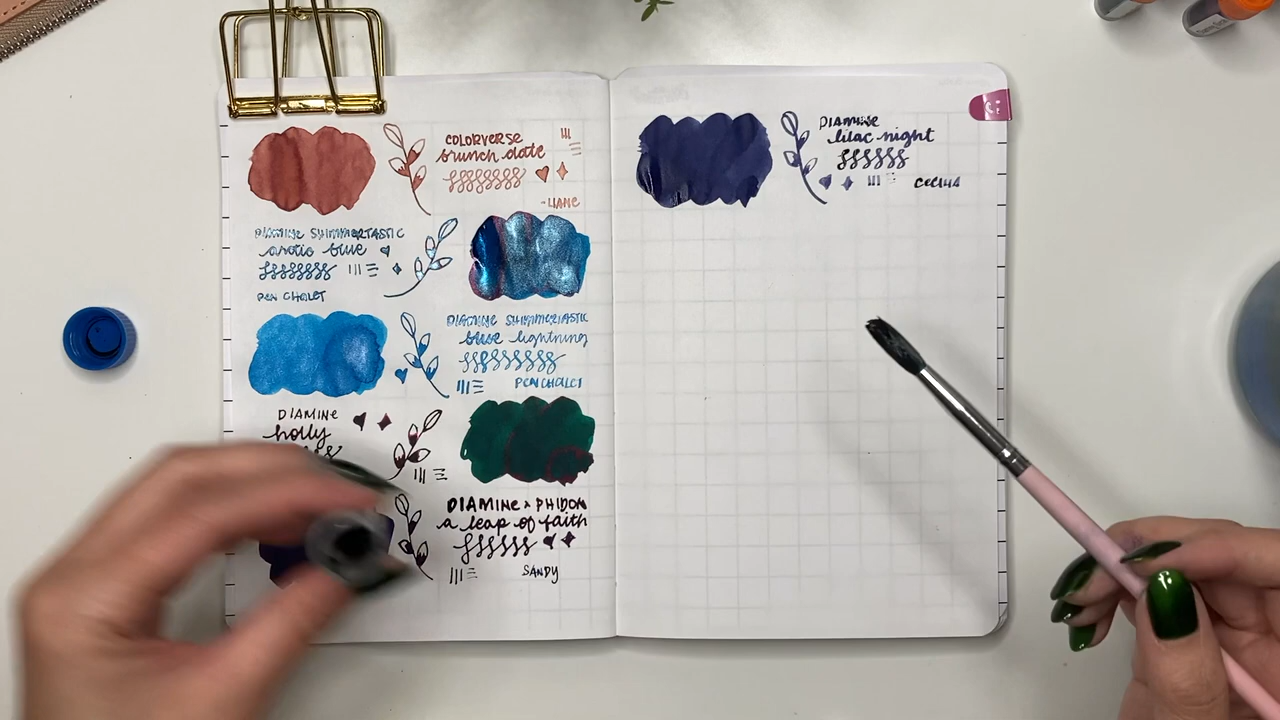 COLORVERSE
brunch date
-LIANE
DIAMINE SHIMMERTASTIC
arctic blue
PEN CHALET
DIAMINE SHIMMERTASTIC
blue lightning
PEN CHALET
DIAMINE
holly
DIAMINE x PHIDON
a leap of faith
SANDY
DIAMINE
lilac night